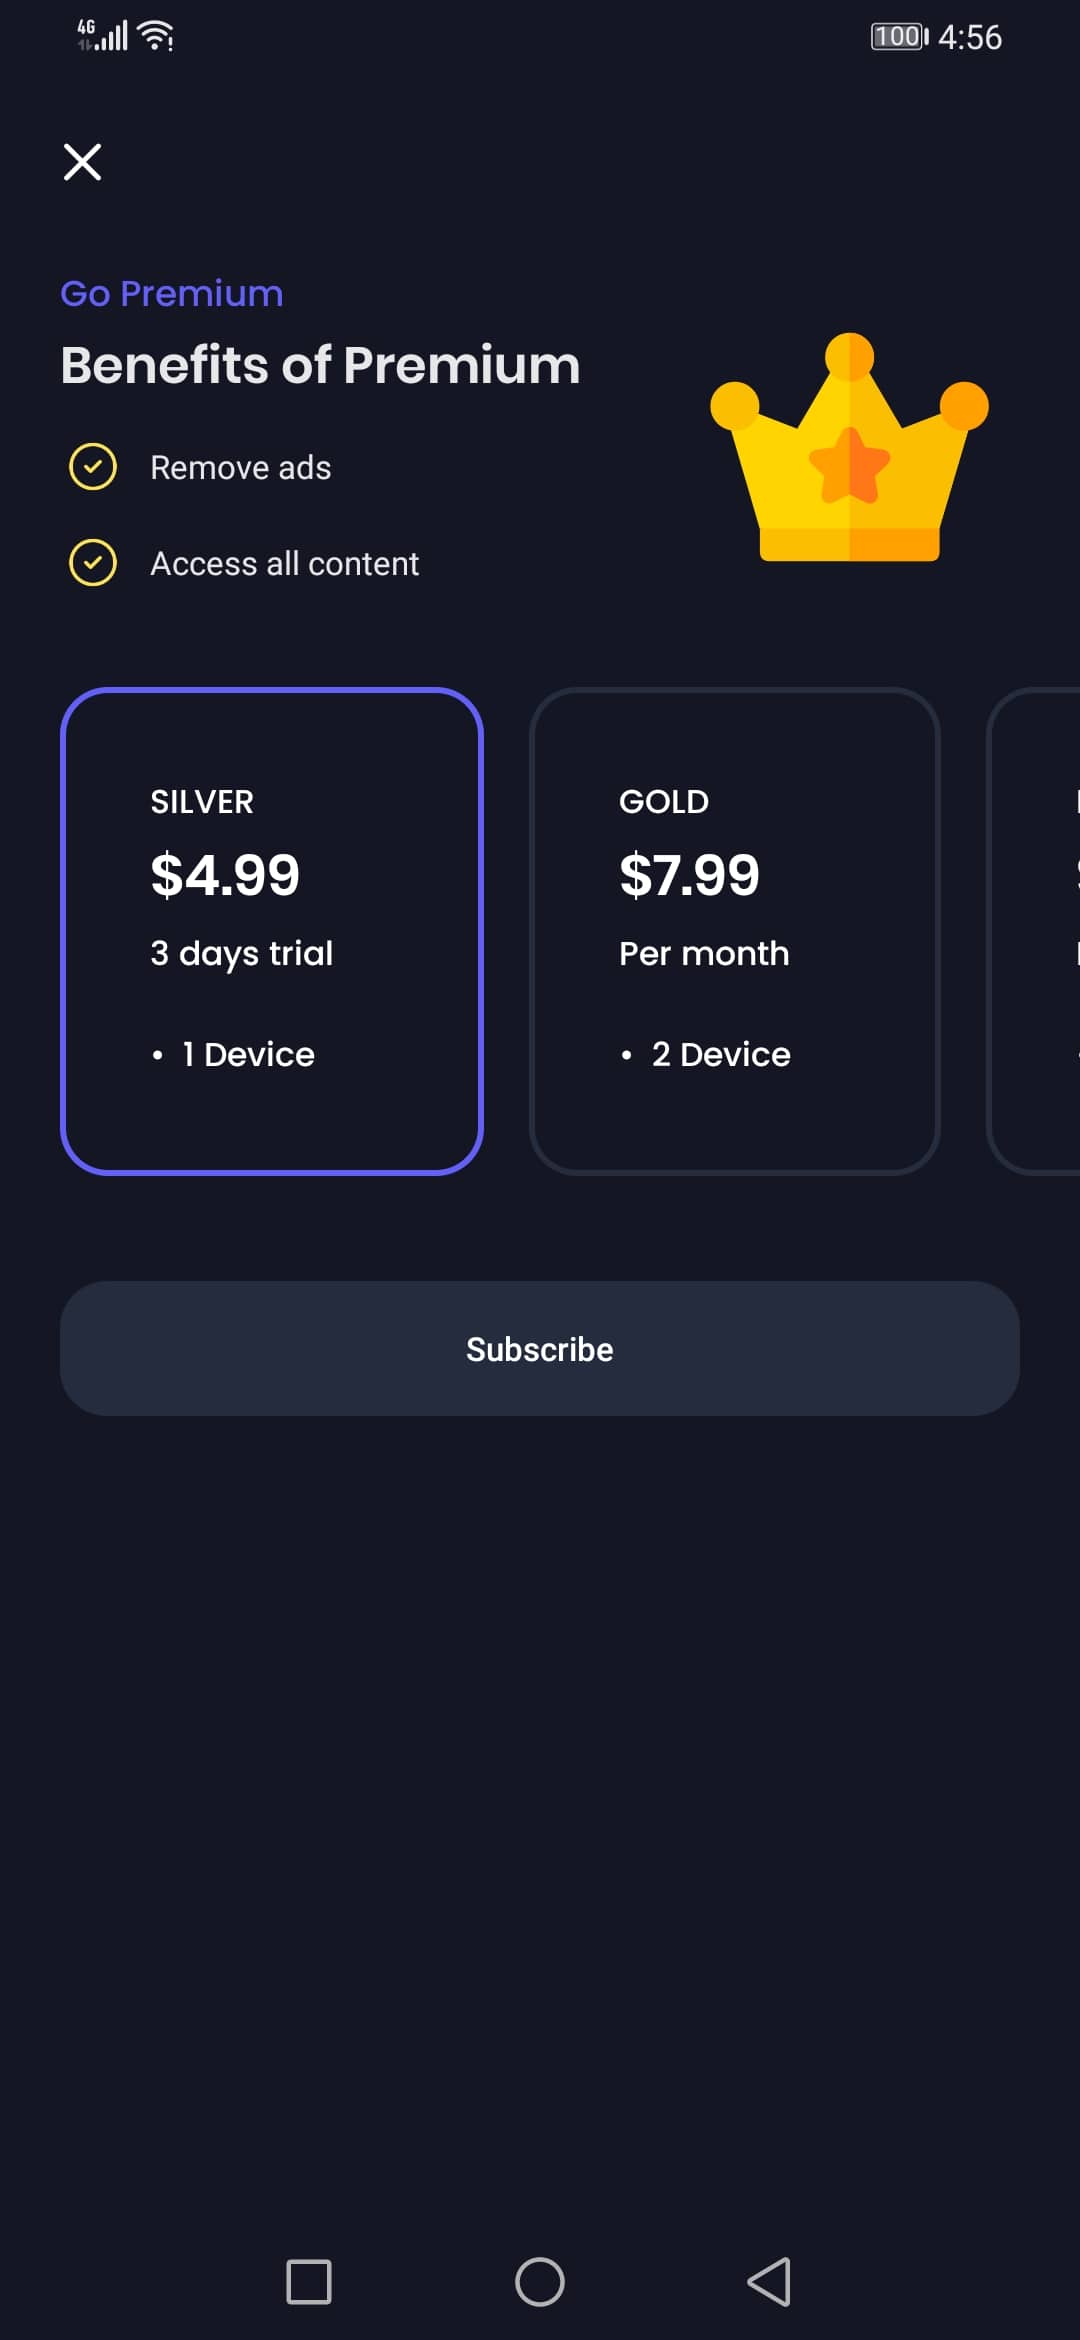 4G
100 4:56
Go Premium
Benefits of Premium
Remove ads
Access all content
SILVER
$4.99
3 days trial
• 1 Device
GOLD
$7.99
Per month
• 2 Device
Subscribe